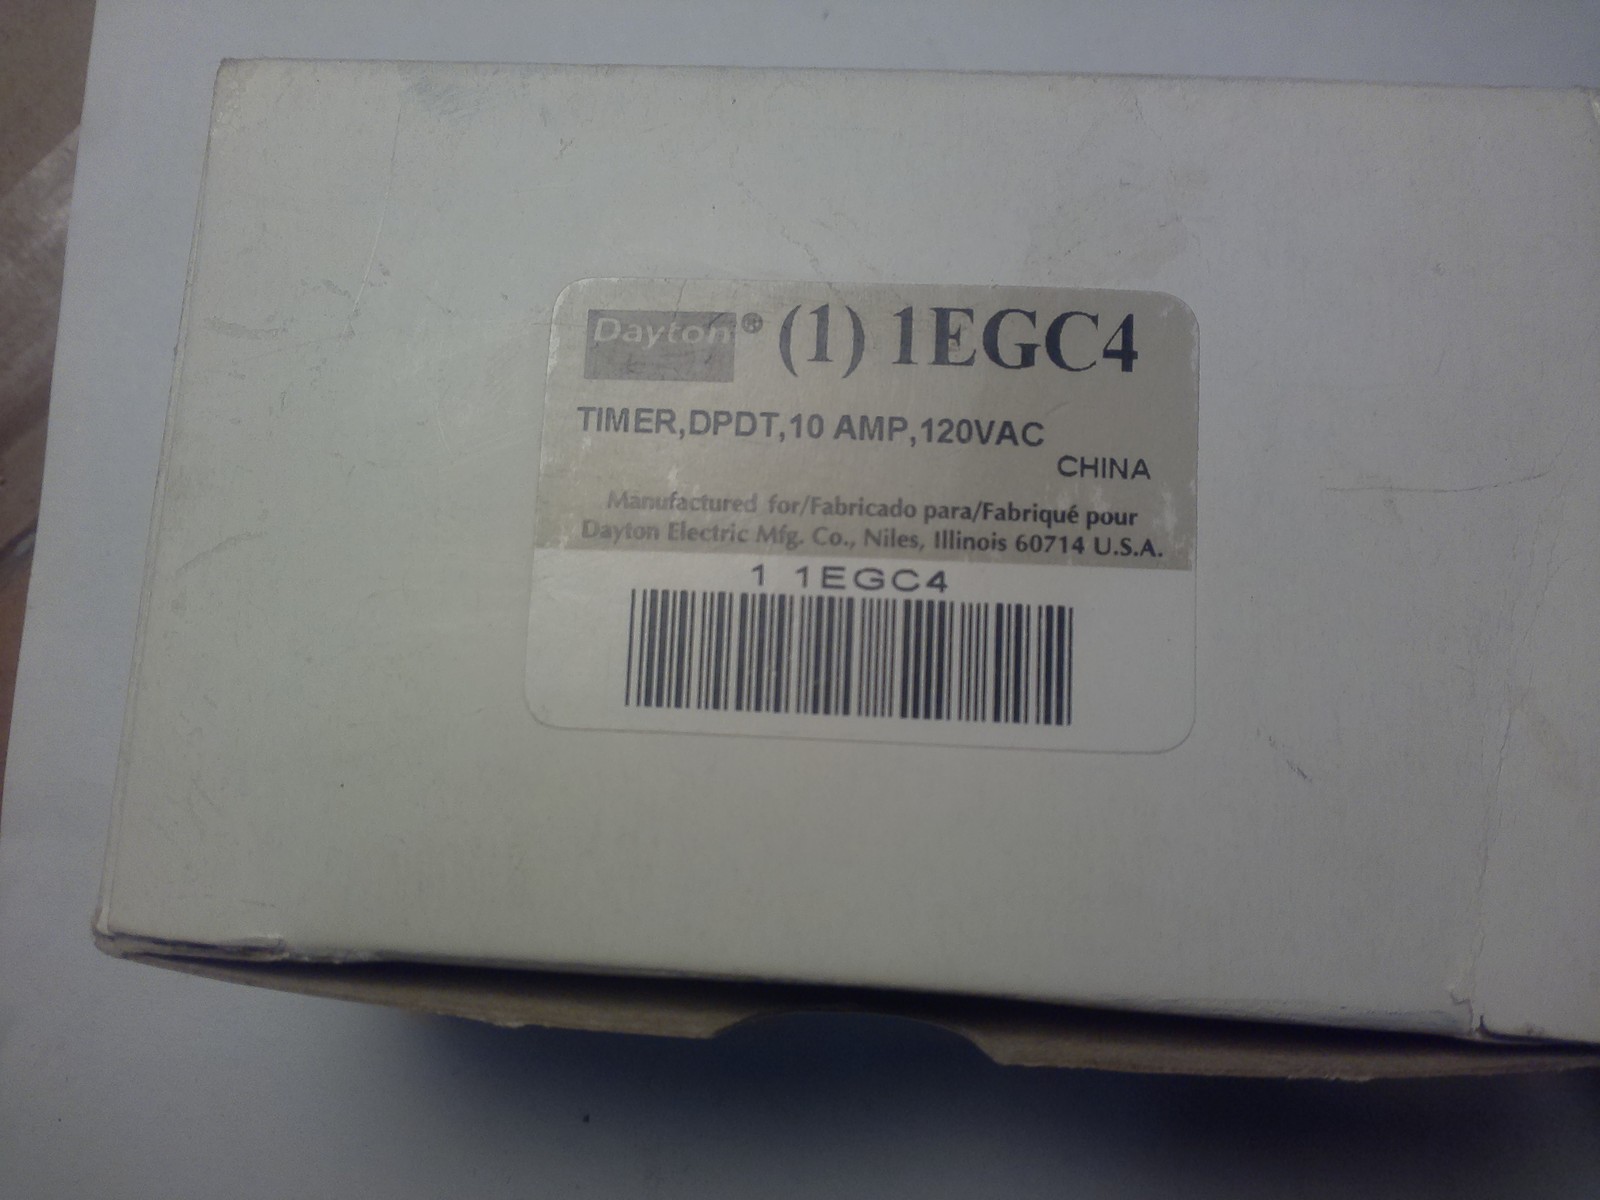 Dayton® (1) 1EGC4
TIMER,DPDT,10 AMP,120VAC
CHINA
Manufactured for/Fabricado para/Fabriqué pour
Dayton Electric Mfg. Co., Niles, Illinois 60714 U.S.A.
1 1EGC4